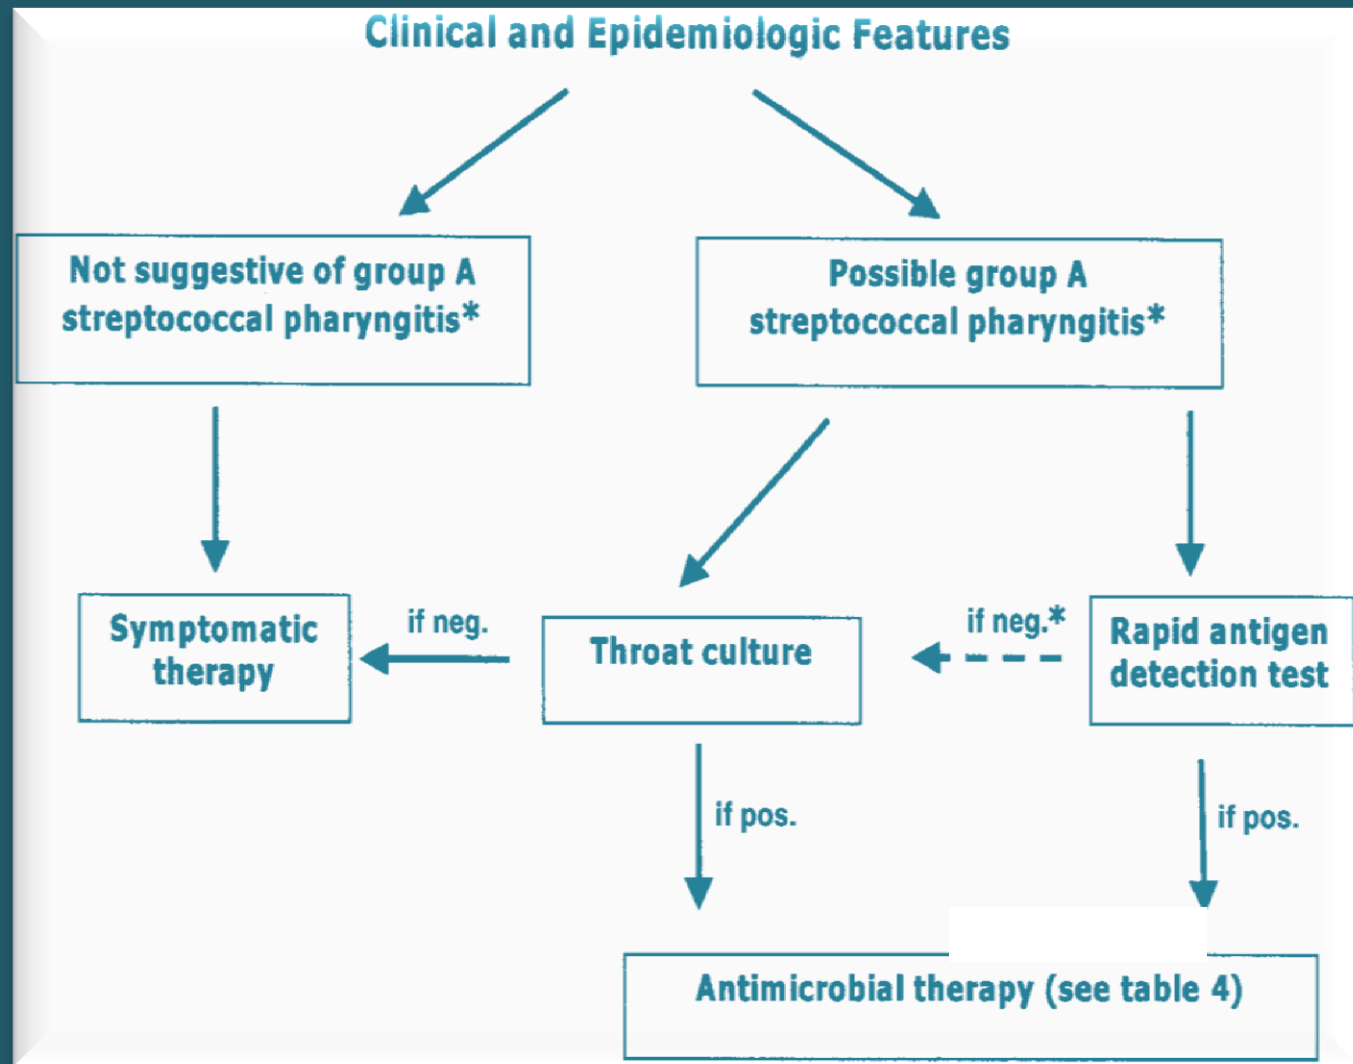 Clinical and Epidemiologic Features
Not suggestive of group A
streptococcal pharyngitis*
Possible group A
streptococcal pharyngitis*
Symptomatic
therapy
if neg.
Throat culture
if neg.*
Rapid antigen
detection test
if pos.
if pos.
Antimicrobial therapy (see table 4)